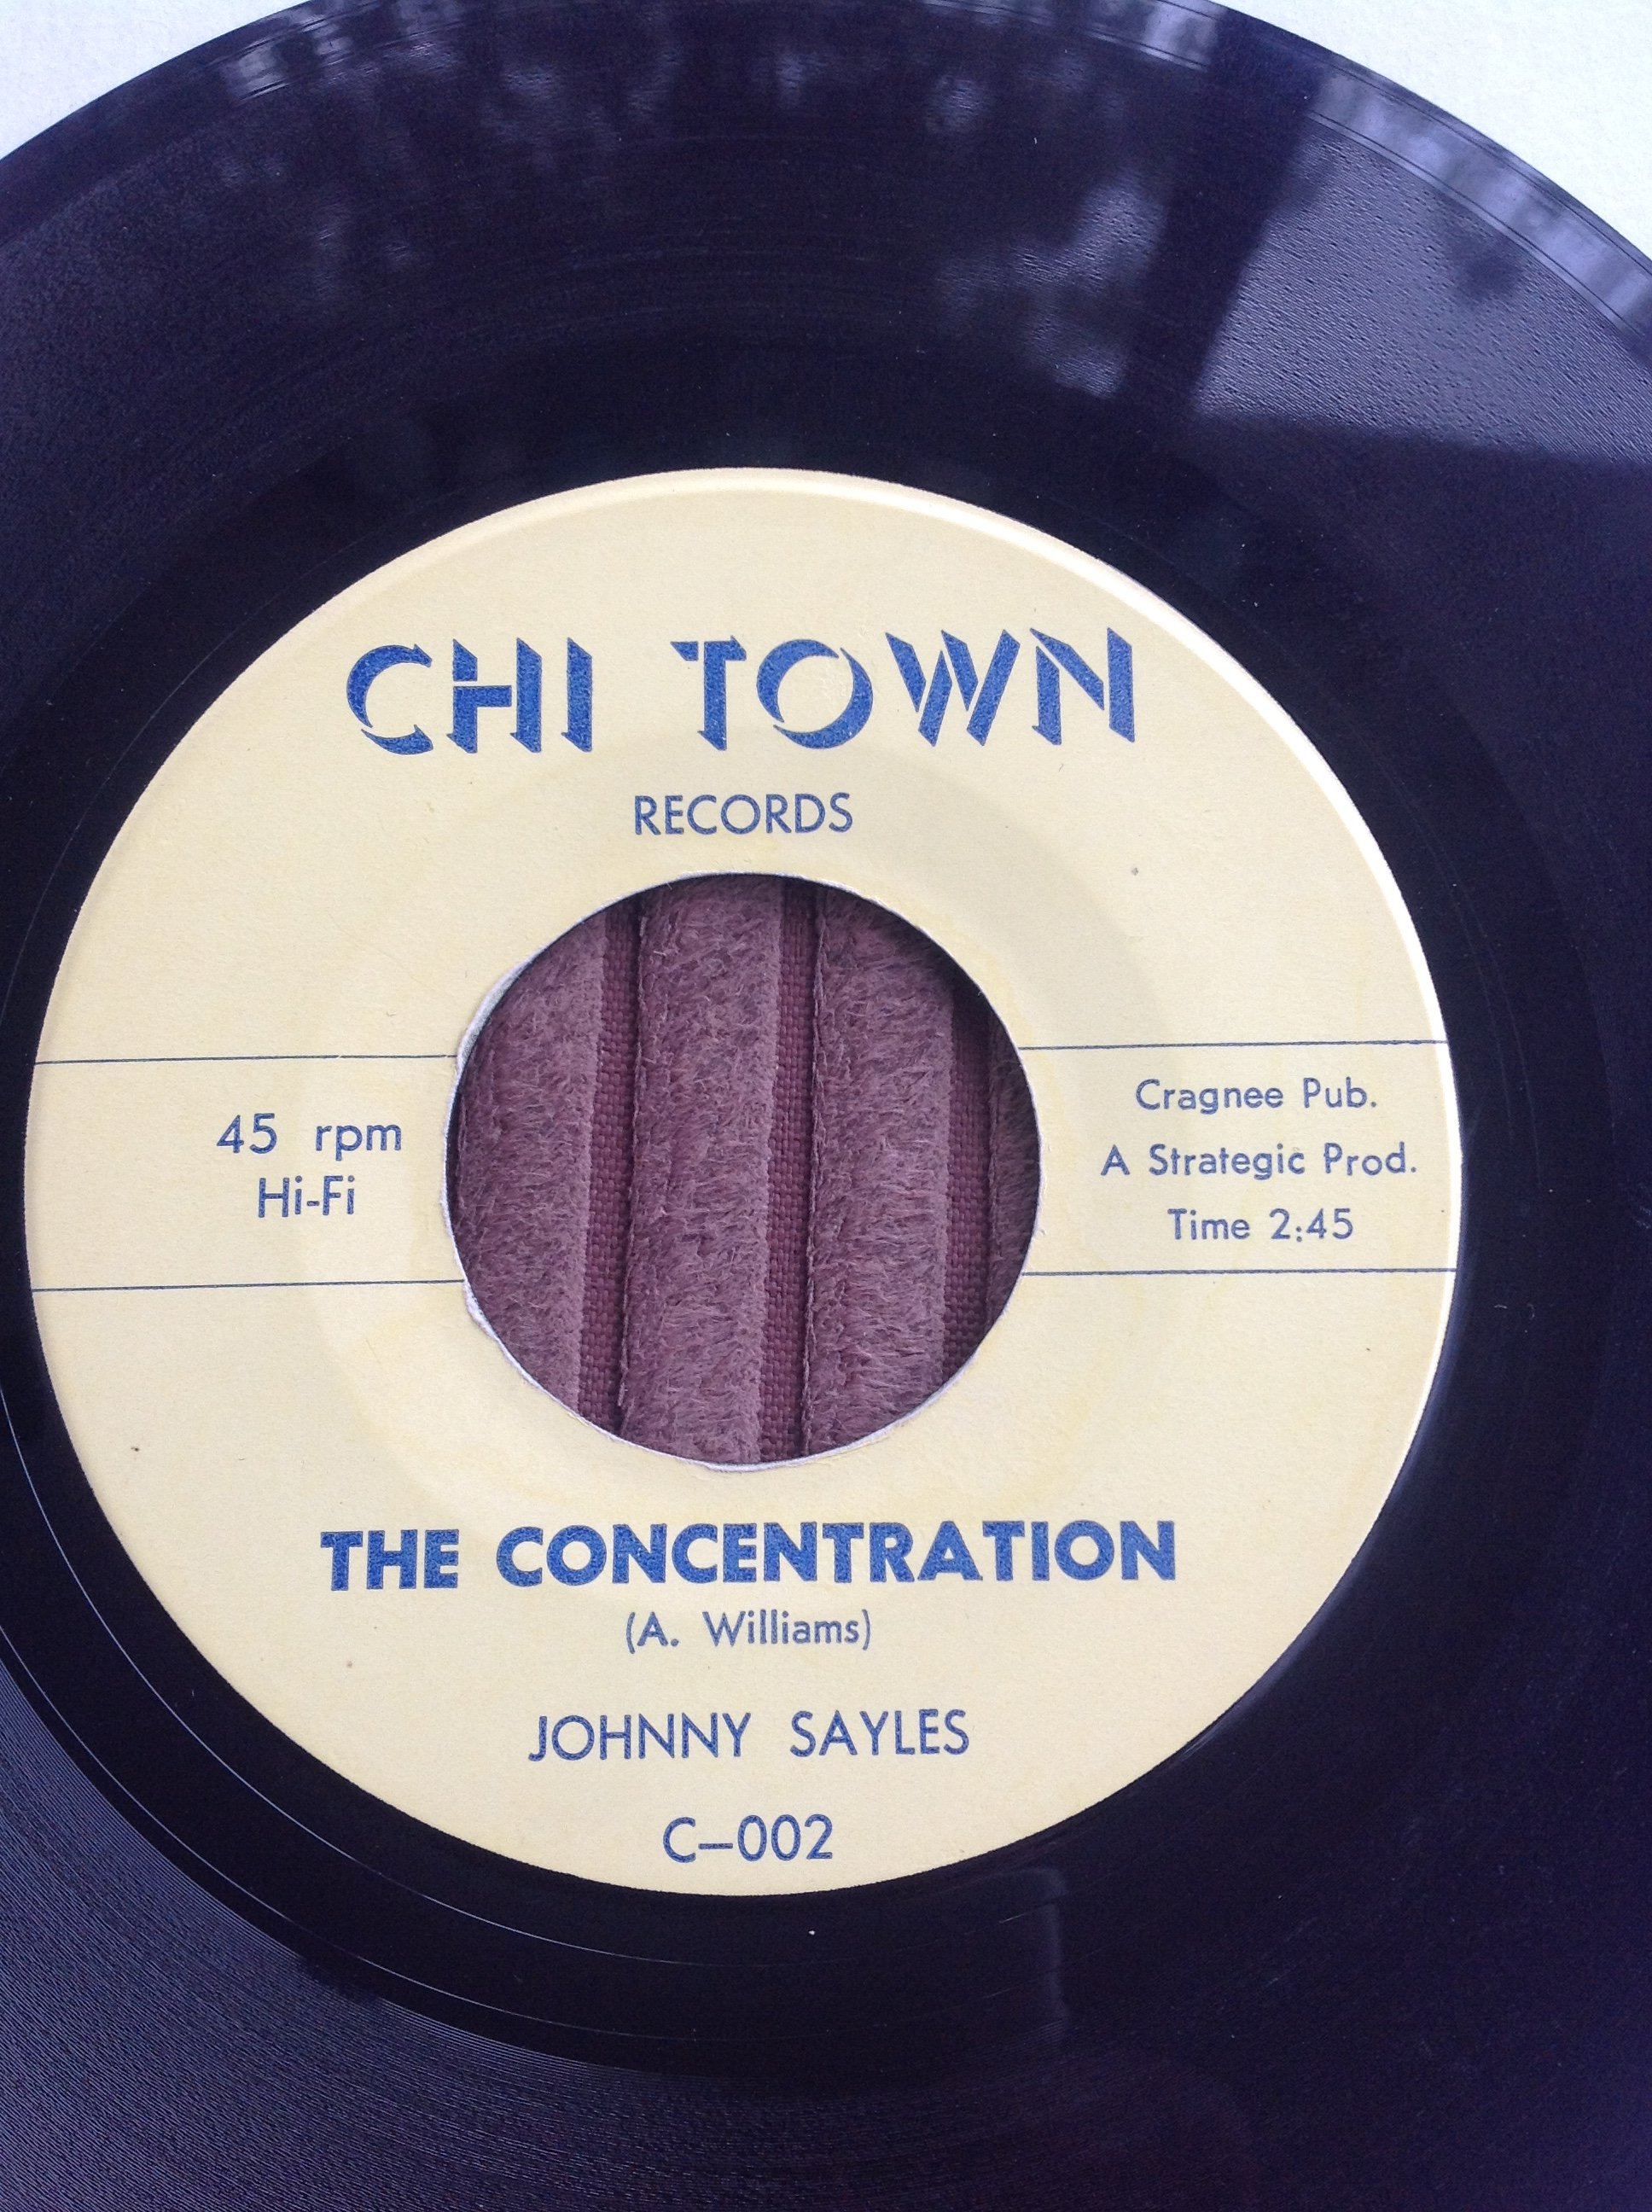 CHI TOWN
RECORDS
45 rpm
Hi-Fi
Cragnee Pub.
A Strategic Prod.
Time 2:45
THE CONCENTRATION
(A. Williams)
JOHNNY SAYLES
C-002